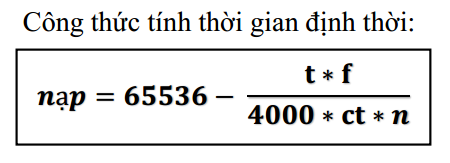 Công thức tính thời gian định thời:
nạp = 65536 − t * f / 4000 * ct * n